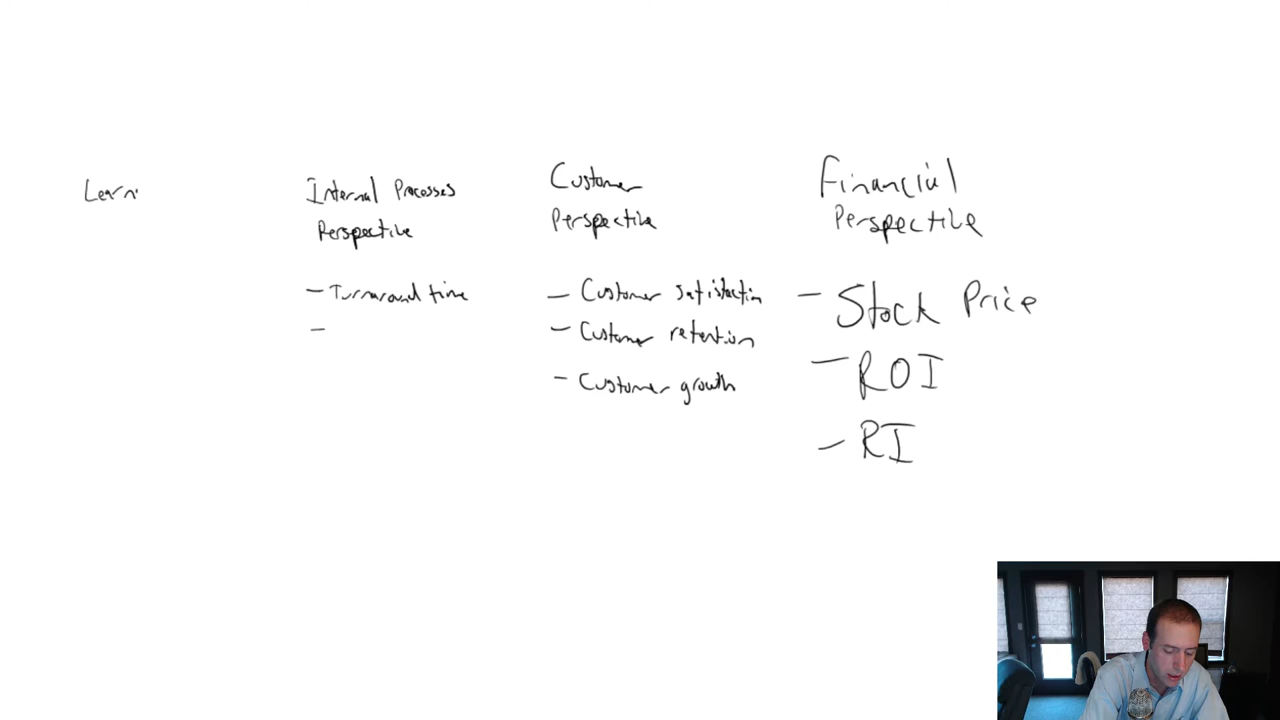 Learni
Internal Processes
Perspective
- Turnaround time
-
Customer
Perspective
- Customer satisfaction
- Customer retention
- Customer growth
Financial
Perspective
- Stock Price
- ROI
- RI